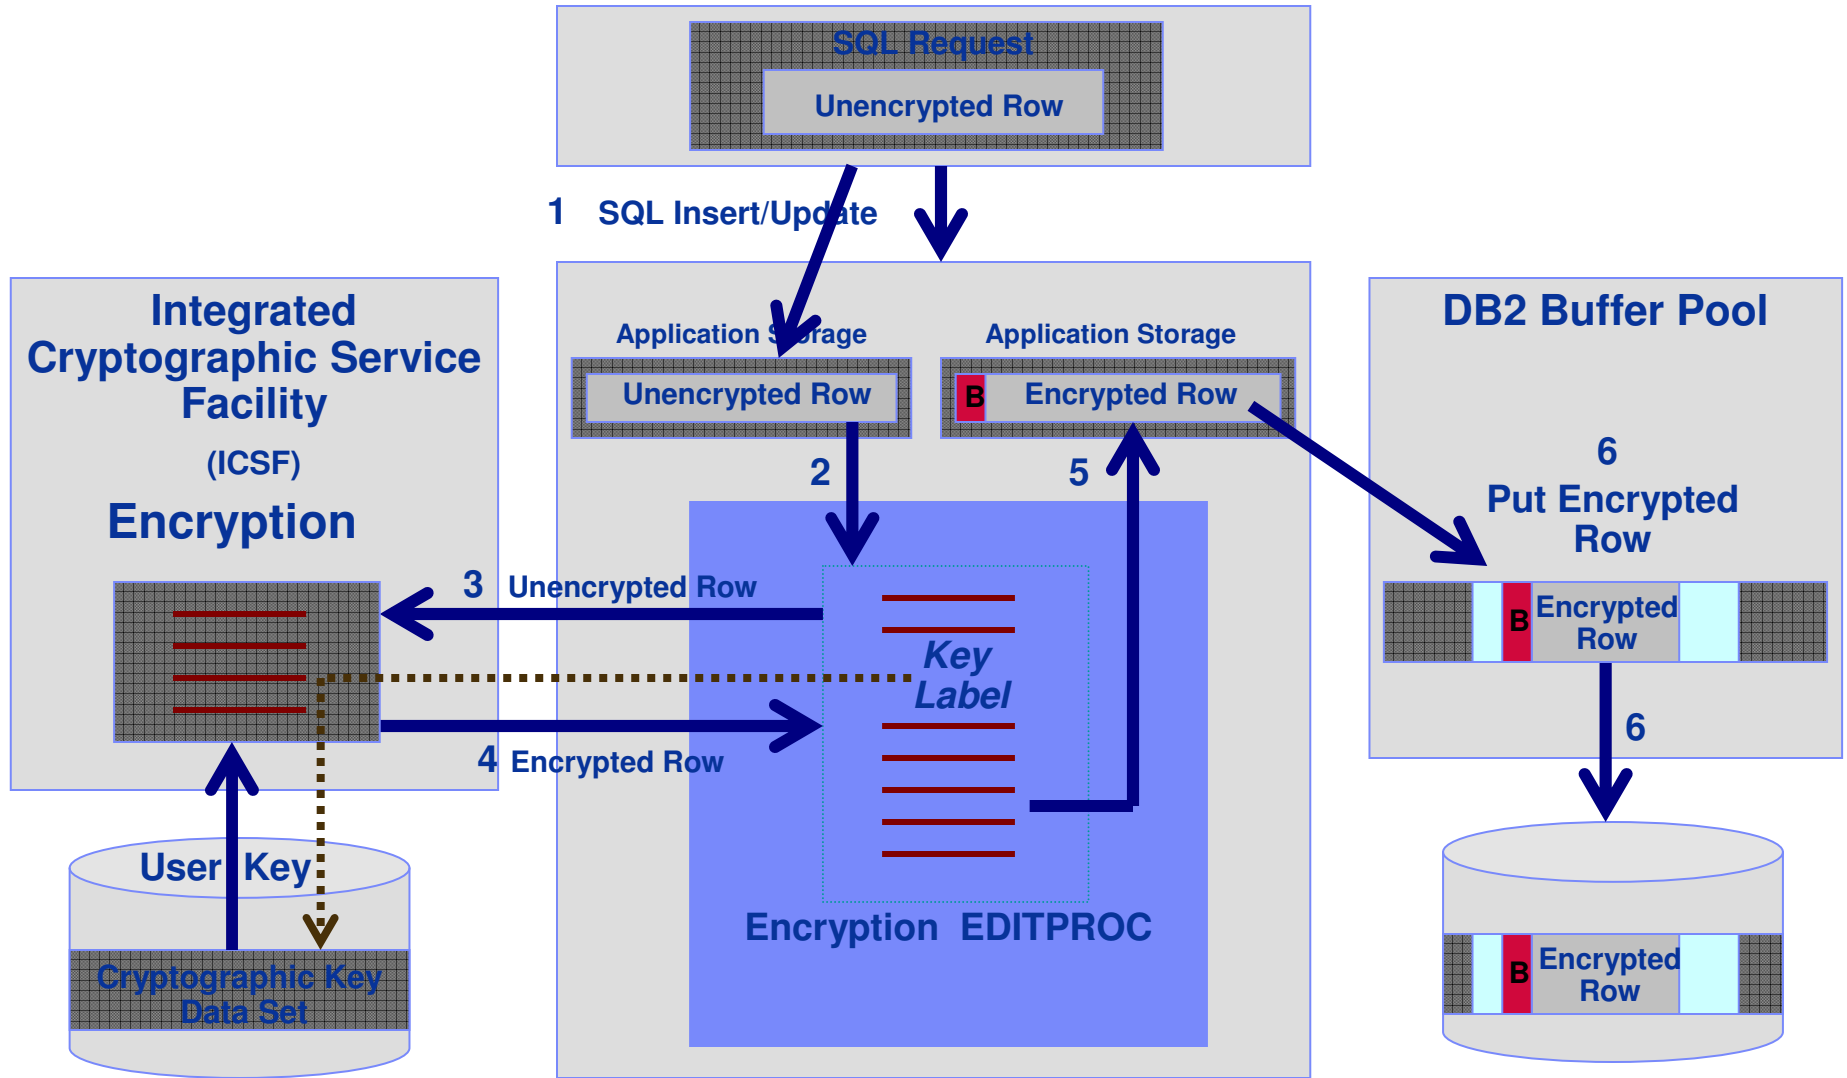 SQL Request
Unencrypted Row
1 SQL Insert/Update
Integrated
Cryptographic Service
Facility
(ICSF)
Encryption
Application Storage
Unencrypted Row
Application Storage
B Encrypted Row
2
5
3 Unencrypted Row
4 Encrypted Row
Key
Label
Encryption EDITPROC
User Key
Cryptographic Key
Data Set
DB2 Buffer Pool
6
Put Encrypted
Row
B Encrypted
Row
6
B Encrypted
Row